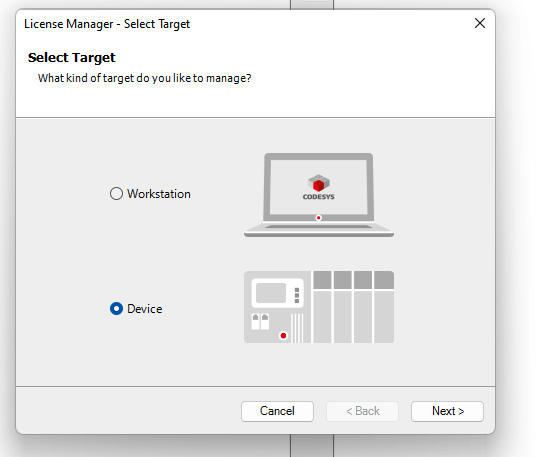 License Manager - Select Target
Select Target
What kind of target do you like to manage?
Workstation
CODESYS
Device
Cancel
< Back
Next >